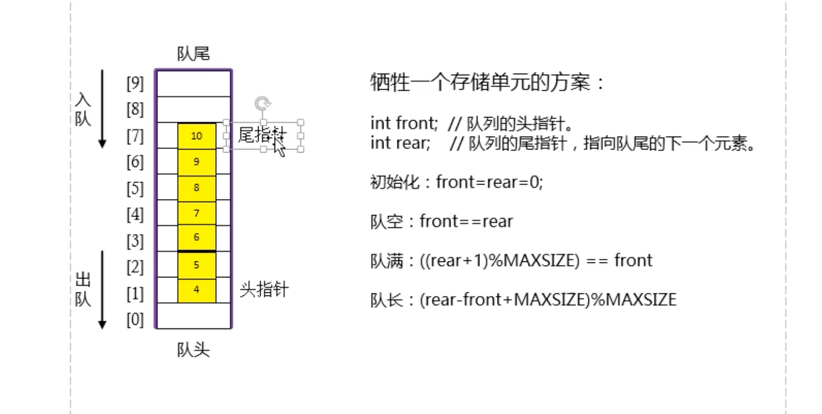 队尾
[9]
[8]
[7] 10 尾指针
[6] 9
[5] 8
[4] 7
[3] 6
[2] 5
[1] 4 头指针
[0]
队头
入队
出队
牺牲一个存储单元的方案：
int front; // 队列的头指针。
int rear; // 队列的尾指针，指向队尾的下一个元素。
初始化：front=rear=0;
队空：front==rear
队满：((rear+1)%MAXSIZE) == front
队长：(rear-front+MAXSIZE)%MAXSIZE